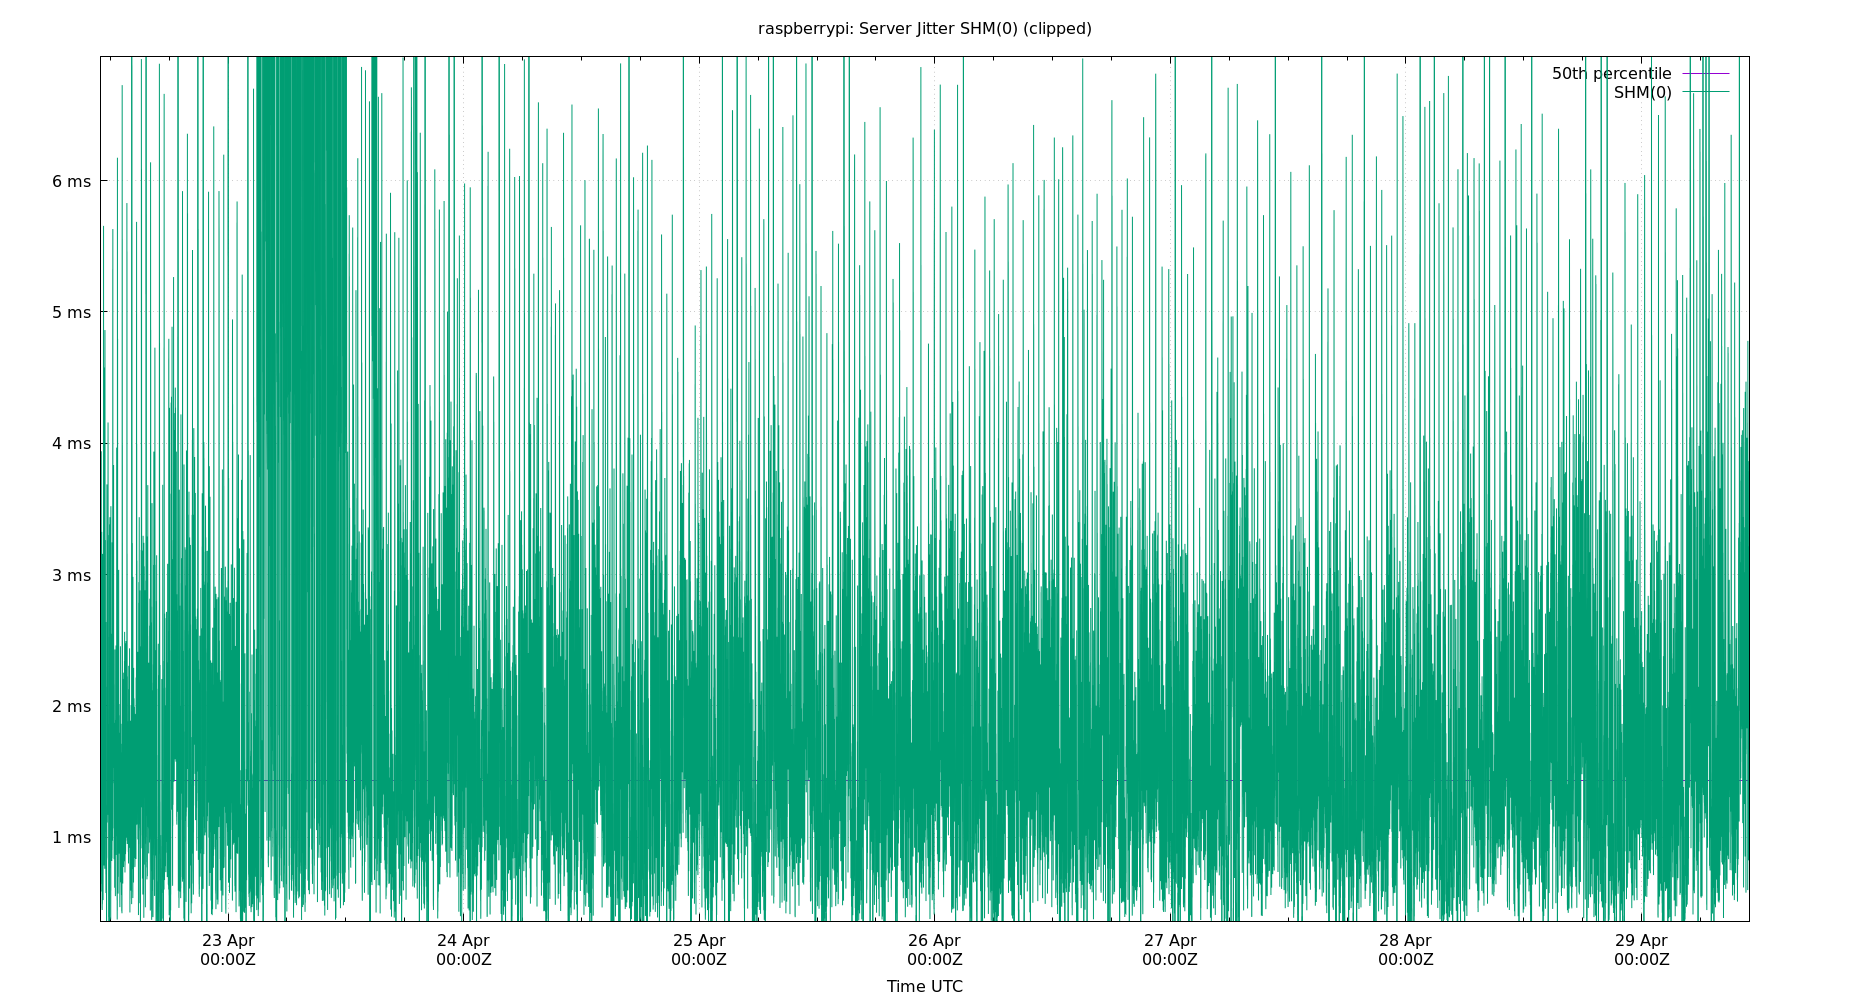 raspberrypi: Server Jitter SHM(0) (clipped)
50th percentile
SHM(0)
6 ms
5 ms
4 ms
3 ms
2 ms
1 ms
23 Apr 24 Apr 25 Apr 26 Apr 27 Apr 28 Apr 29 Apr
00:00Z 00:00Z 00:00Z 00:00Z 00:00Z 00:00Z 00:00Z
Time UTC